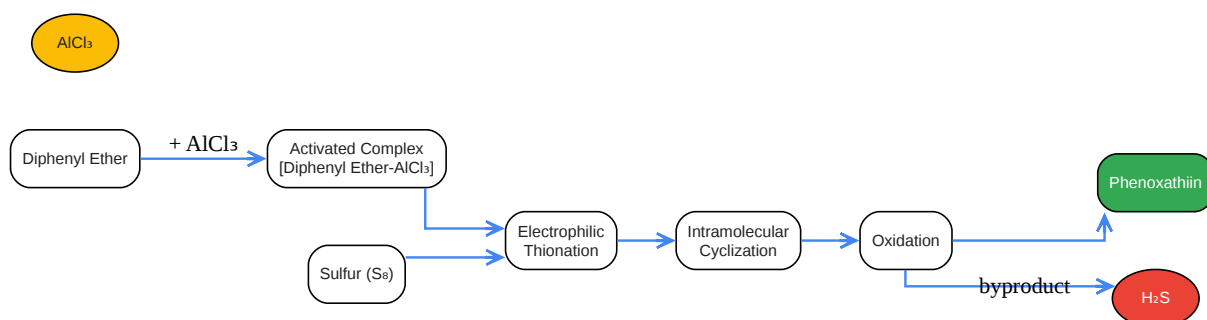 AlCl₃
Diphenyl Ether
+ AlCl₃
Activated Complex
[Diphenyl Ether-AlCl₃]
Sulfur (S₈)
Electrophilic
Thionation
Intramolecular
Cyclization
Oxidation
Phenoxathiin
byproduct
H₂S